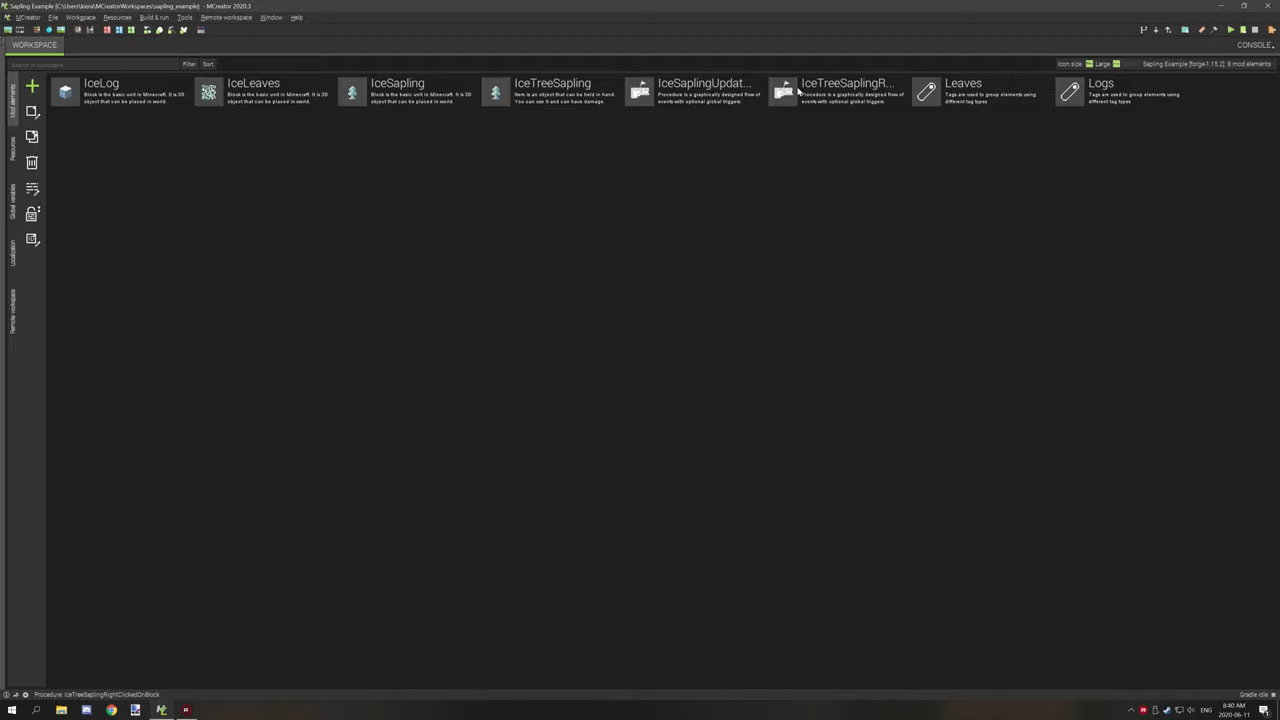 Sapling Example [C:\Users\kiera\MCreatorWorkspaces\sapling_example] - MCreator 2020.3
MCreator File Workspace Resources Build & run Tools Remote workspace Window Help
WORKSPACE
CONSOLE
Search in workspace
Filter Sort
Icon size: Large
Sapling Example [forge-1.15.2]: 8 mod elements
Mod elements
Resources
Global variables
Localization
Remote workspace
IceLog
Block is the basic unit in Minecraft. It is 3D
object that can be placed in world.
IceLeaves
Block is the basic unit in Minecraft. It is 3D
object that can be placed in world.
IceSapling
Block is the basic unit in Minecraft. It is 3D
object that can be placed in world.
IceTreeSapling
Item is an object that can be held in hand.
You can use it and can have damage.
IceSaplingUpdat...
Procedure is a graphically designed flow of
events with optional global triggers.
IceTreeSaplingR...
Procedure is a graphically designed flow of
events with optional global triggers.
Leaves
Tags are used to group elements using
different tag types
Logs
Tags are used to group elements using
different tag types
Procedure: IceTreeSaplingRightClickedOnBlock
Gradle idle
ENG
8:40 AM
2020-06-11